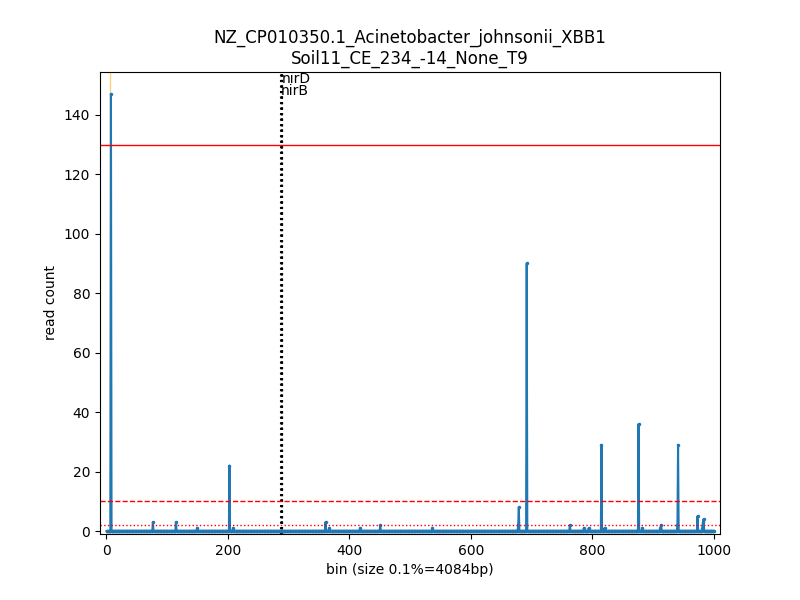 NZ_CP010350.1_Acinetobacter_johnsonii_XBB1
Soil11_CE_234_-14_None_T9
nirD
nirB
140
120
100
80
60
40
20
0
read count
0 200 400 600 800 1000
bin (size 0.1%=4084bp)